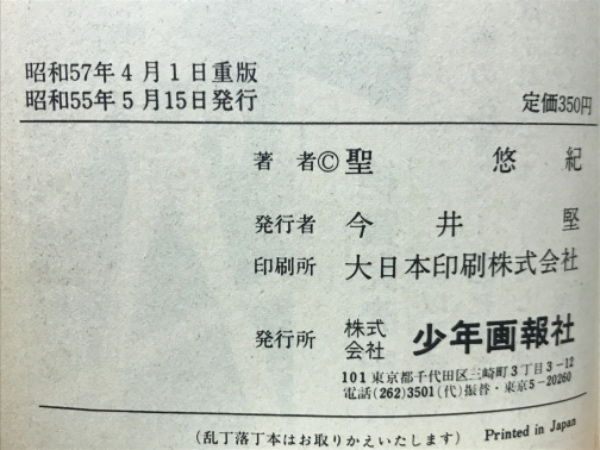 昭和57年4月1日重版
昭和55年5月15日発行 定価350円
著者©聖悠紀
発行者 今井堅
印刷所 大日本印刷株式会社
発行所 株式会社 少年画報社
101東京都千代田区三崎町3丁目3-12
電話(262)3501(代)振替・東京5-20260
(乱丁落丁本はお取りかえいたします) Printed in Japan